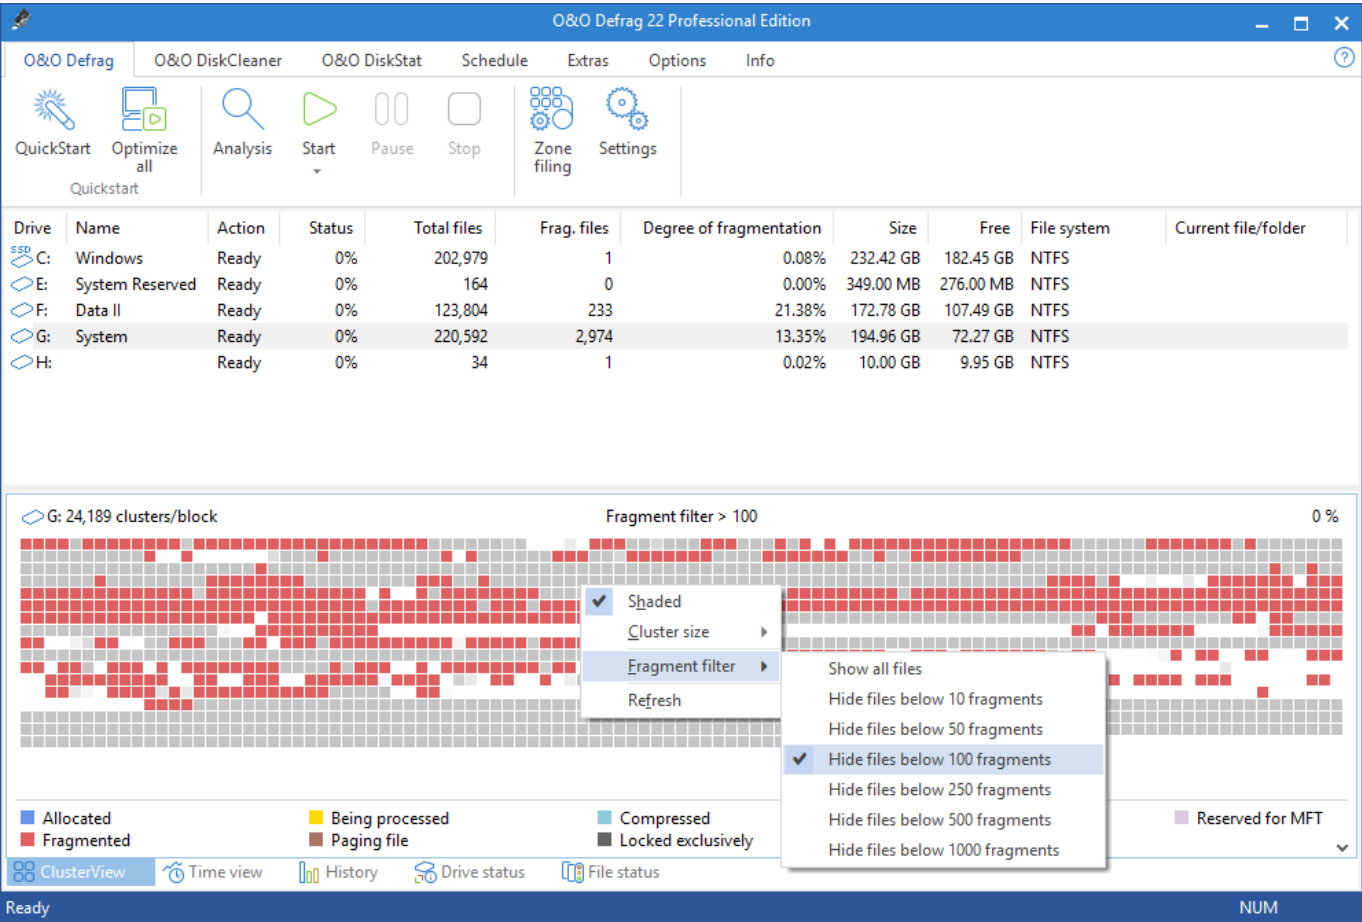 O&O Defrag 22 Professional Edition
O&O Defrag O&O DiskCleaner O&O DiskStat Schedule Extras Options Info ?
QuickStart Optimize all Analysis Start Pause Stop Zone filing Settings
Quickstart
Drive Name Action Status Total files Frag. files Degree of fragmentation Size Free File system Current file/folder
SSD C: Windows Ready 0% 202,979 1 0.08% 232.42 GB 182.45 GB NTFS
E: System Reserved Ready 0% 164 0 0.00% 349.00 MB 276.00 MB NTFS
F: Data II Ready 0% 123,804 233 21.38% 172.78 GB 107.49 GB NTFS
G: System Ready 0% 220,592 2,974 13.35% 194.96 GB 72.27 GB NTFS
H: Ready 0% 34 1 0.02% 10.00 GB 9.95 GB NTFS
G: 24,189 clusters/block Fragment filter > 100 0 %
Shaded
Cluster size
Fragment filter
Refresh
Show all files
Hide files below 10 fragments
Hide files below 50 fragments
Hide files below 100 fragments
Hide files below 250 fragments
Hide files below 500 fragments
Hide files below 1000 fragments
Allocated Being processed Compressed Reserved for MFT
Fragmented Paging file Locked exclusively
ClusterView Time view History Drive status File status
Ready NUM